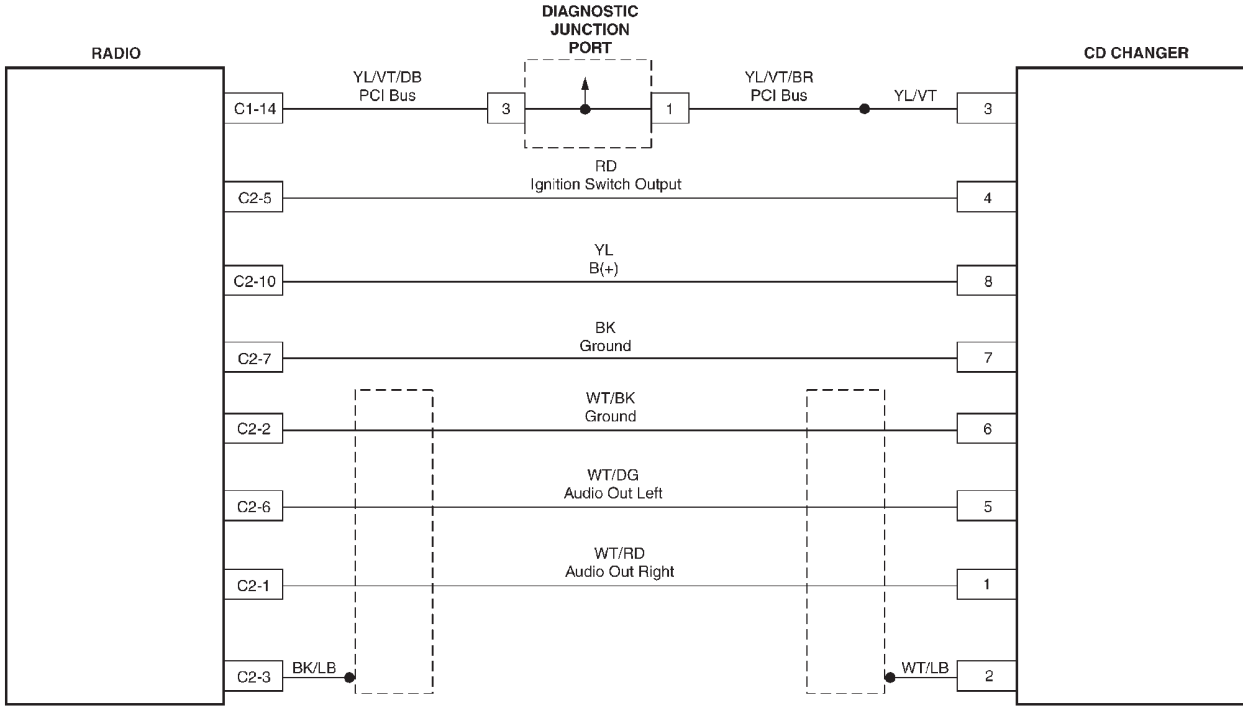 DIAGNOSTIC
JUNCTION
PORT
RADIO
CD CHANGER
YL/VT/DB
PCI Bus
YL/VT/BR
PCI Bus
YL/VT
C1-14
3
1
3
RD
Ignition Switch Output
C2-5
4
YL
B(+)
C2-10
8
BK
Ground
C2-7
7
WT/BK
Ground
C2-2
6
WT/DG
Audio Out Left
C2-6
5
WT/RD
Audio Out Right
C2-1
1
C2-3
BK/LB
WT/LB
2